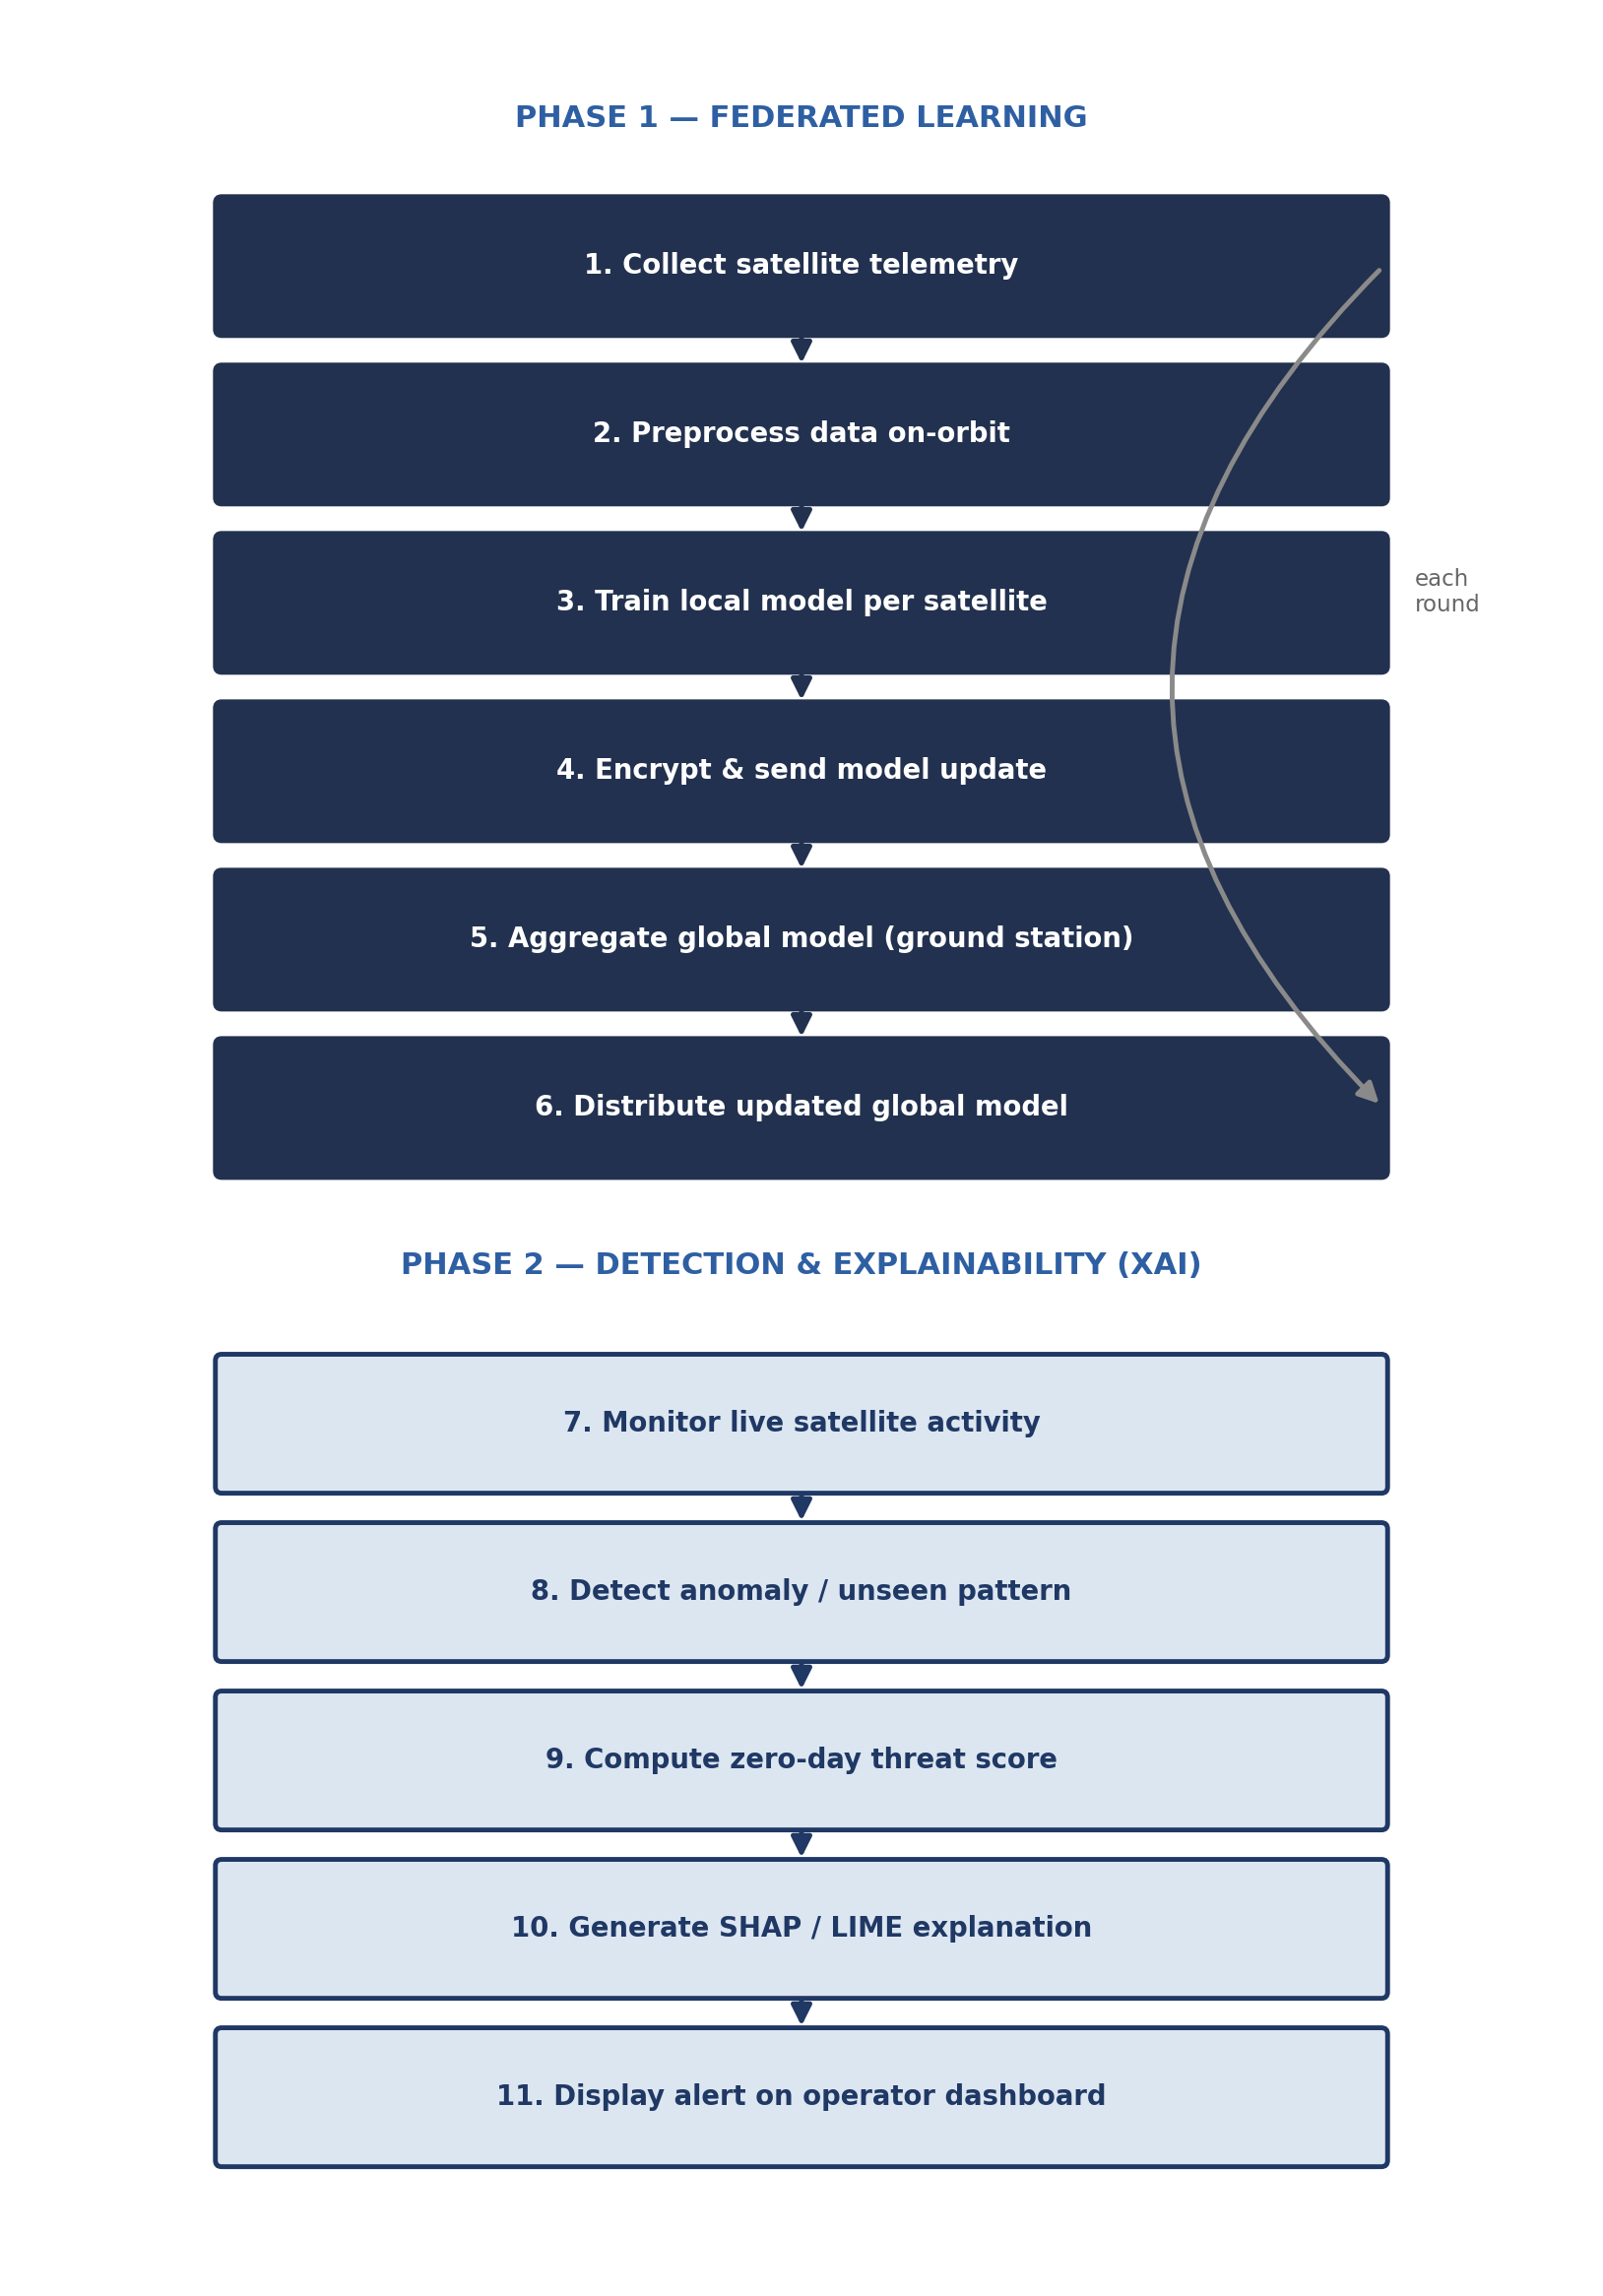 PHASE 1 — FEDERATED LEARNING
1. Collect satellite telemetry
2. Preprocess data on-orbit
3. Train local model per satellite
each
round
4. Encrypt & send model update
5. Aggregate global model (ground station)
6. Distribute updated global model
PHASE 2 — DETECTION & EXPLAINABILITY (XAI)
7. Monitor live satellite activity
8. Detect anomaly / unseen pattern
9. Compute zero-day threat score
10. Generate SHAP / LIME explanation
11. Display alert on operator dashboard